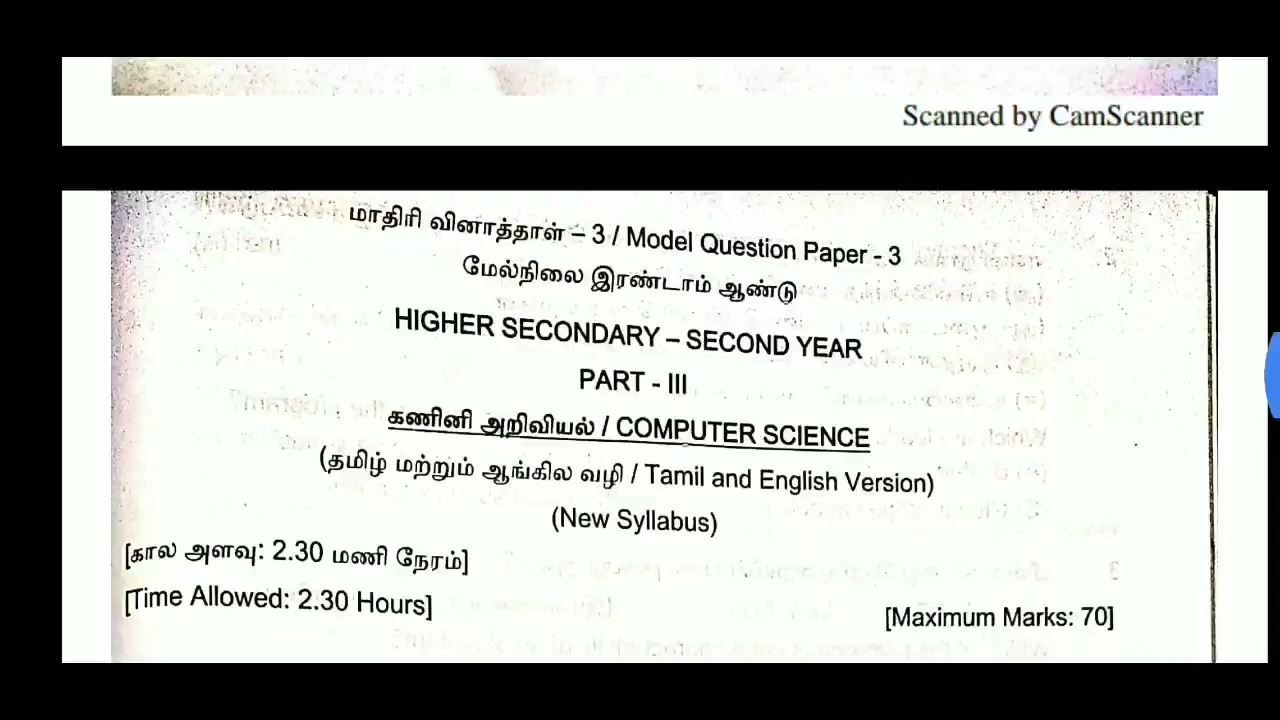 Scanned by CamScanner
மாதிரி வினாத்தாள் – 3 / Model Question Paper - 3
மேல்நிலை இரண்டாம் ஆண்டு
HIGHER SECONDARY – SECOND YEAR
PART - III
கணினி அறிவியல் / COMPUTER SCIENCE
(தமிழ் மற்றும் ஆங்கில வழி / Tamil and English Version)
(New Syllabus)
[கால அளவு: 2.30 மணி நேரம்]
[Time Allowed: 2.30 Hours]
[Maximum Marks: 70]